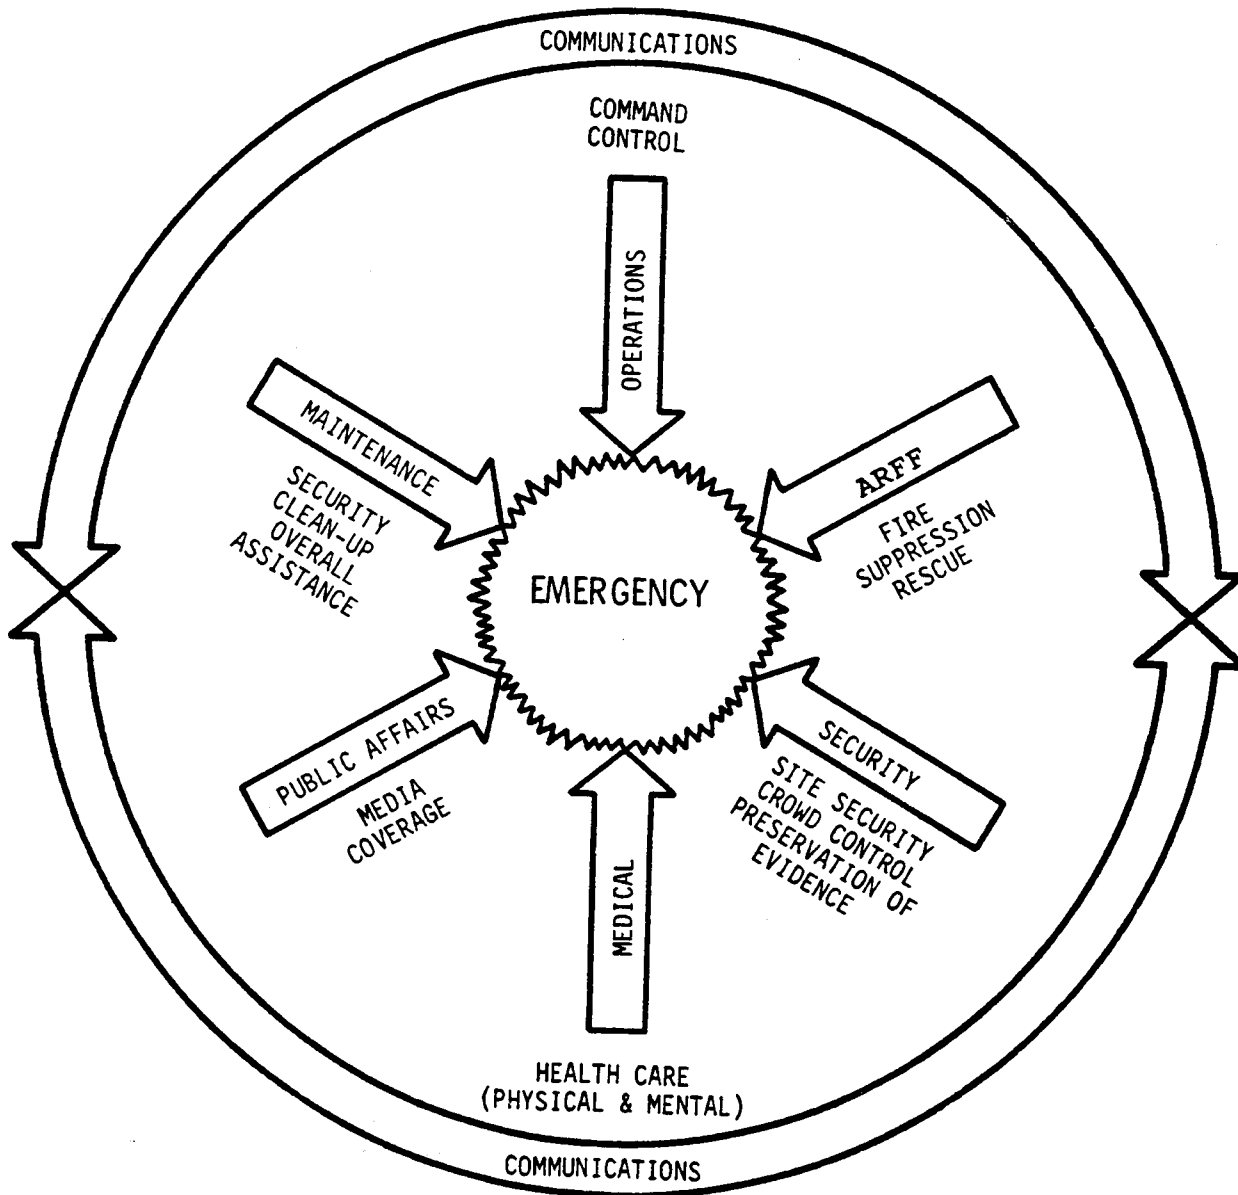 COMMUNICATIONS
COMMAND
CONTROL
OPERATIONS
MAINTENANCE
SECURITY
CLEAN-UP
OVERALL
ASSISTANCE
ARFF
FIRE
SUPPRESSION
RESCUE
EMERGENCY
PUBLIC AFFAIRS
MEDIA
COVERAGE
SECURITY
SITE SECURITY
CROWD CONTROL
PRESERVATION OF
EVIDENCE
MEDICAL
HEALTH CARE
(PHYSICAL & MENTAL)
COMMUNICATIONS